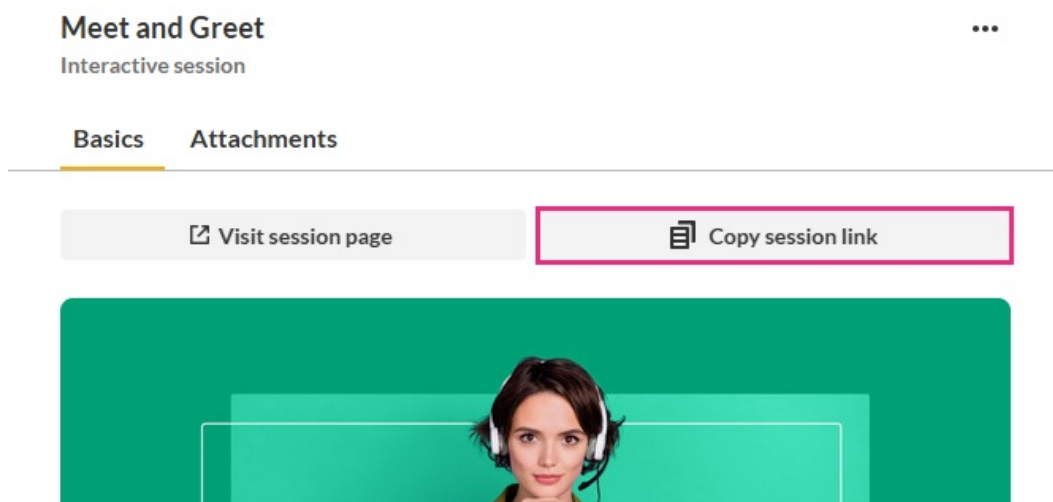 Meet and Greet
Interactive session
Basics Attachments
Visit session page Copy session link